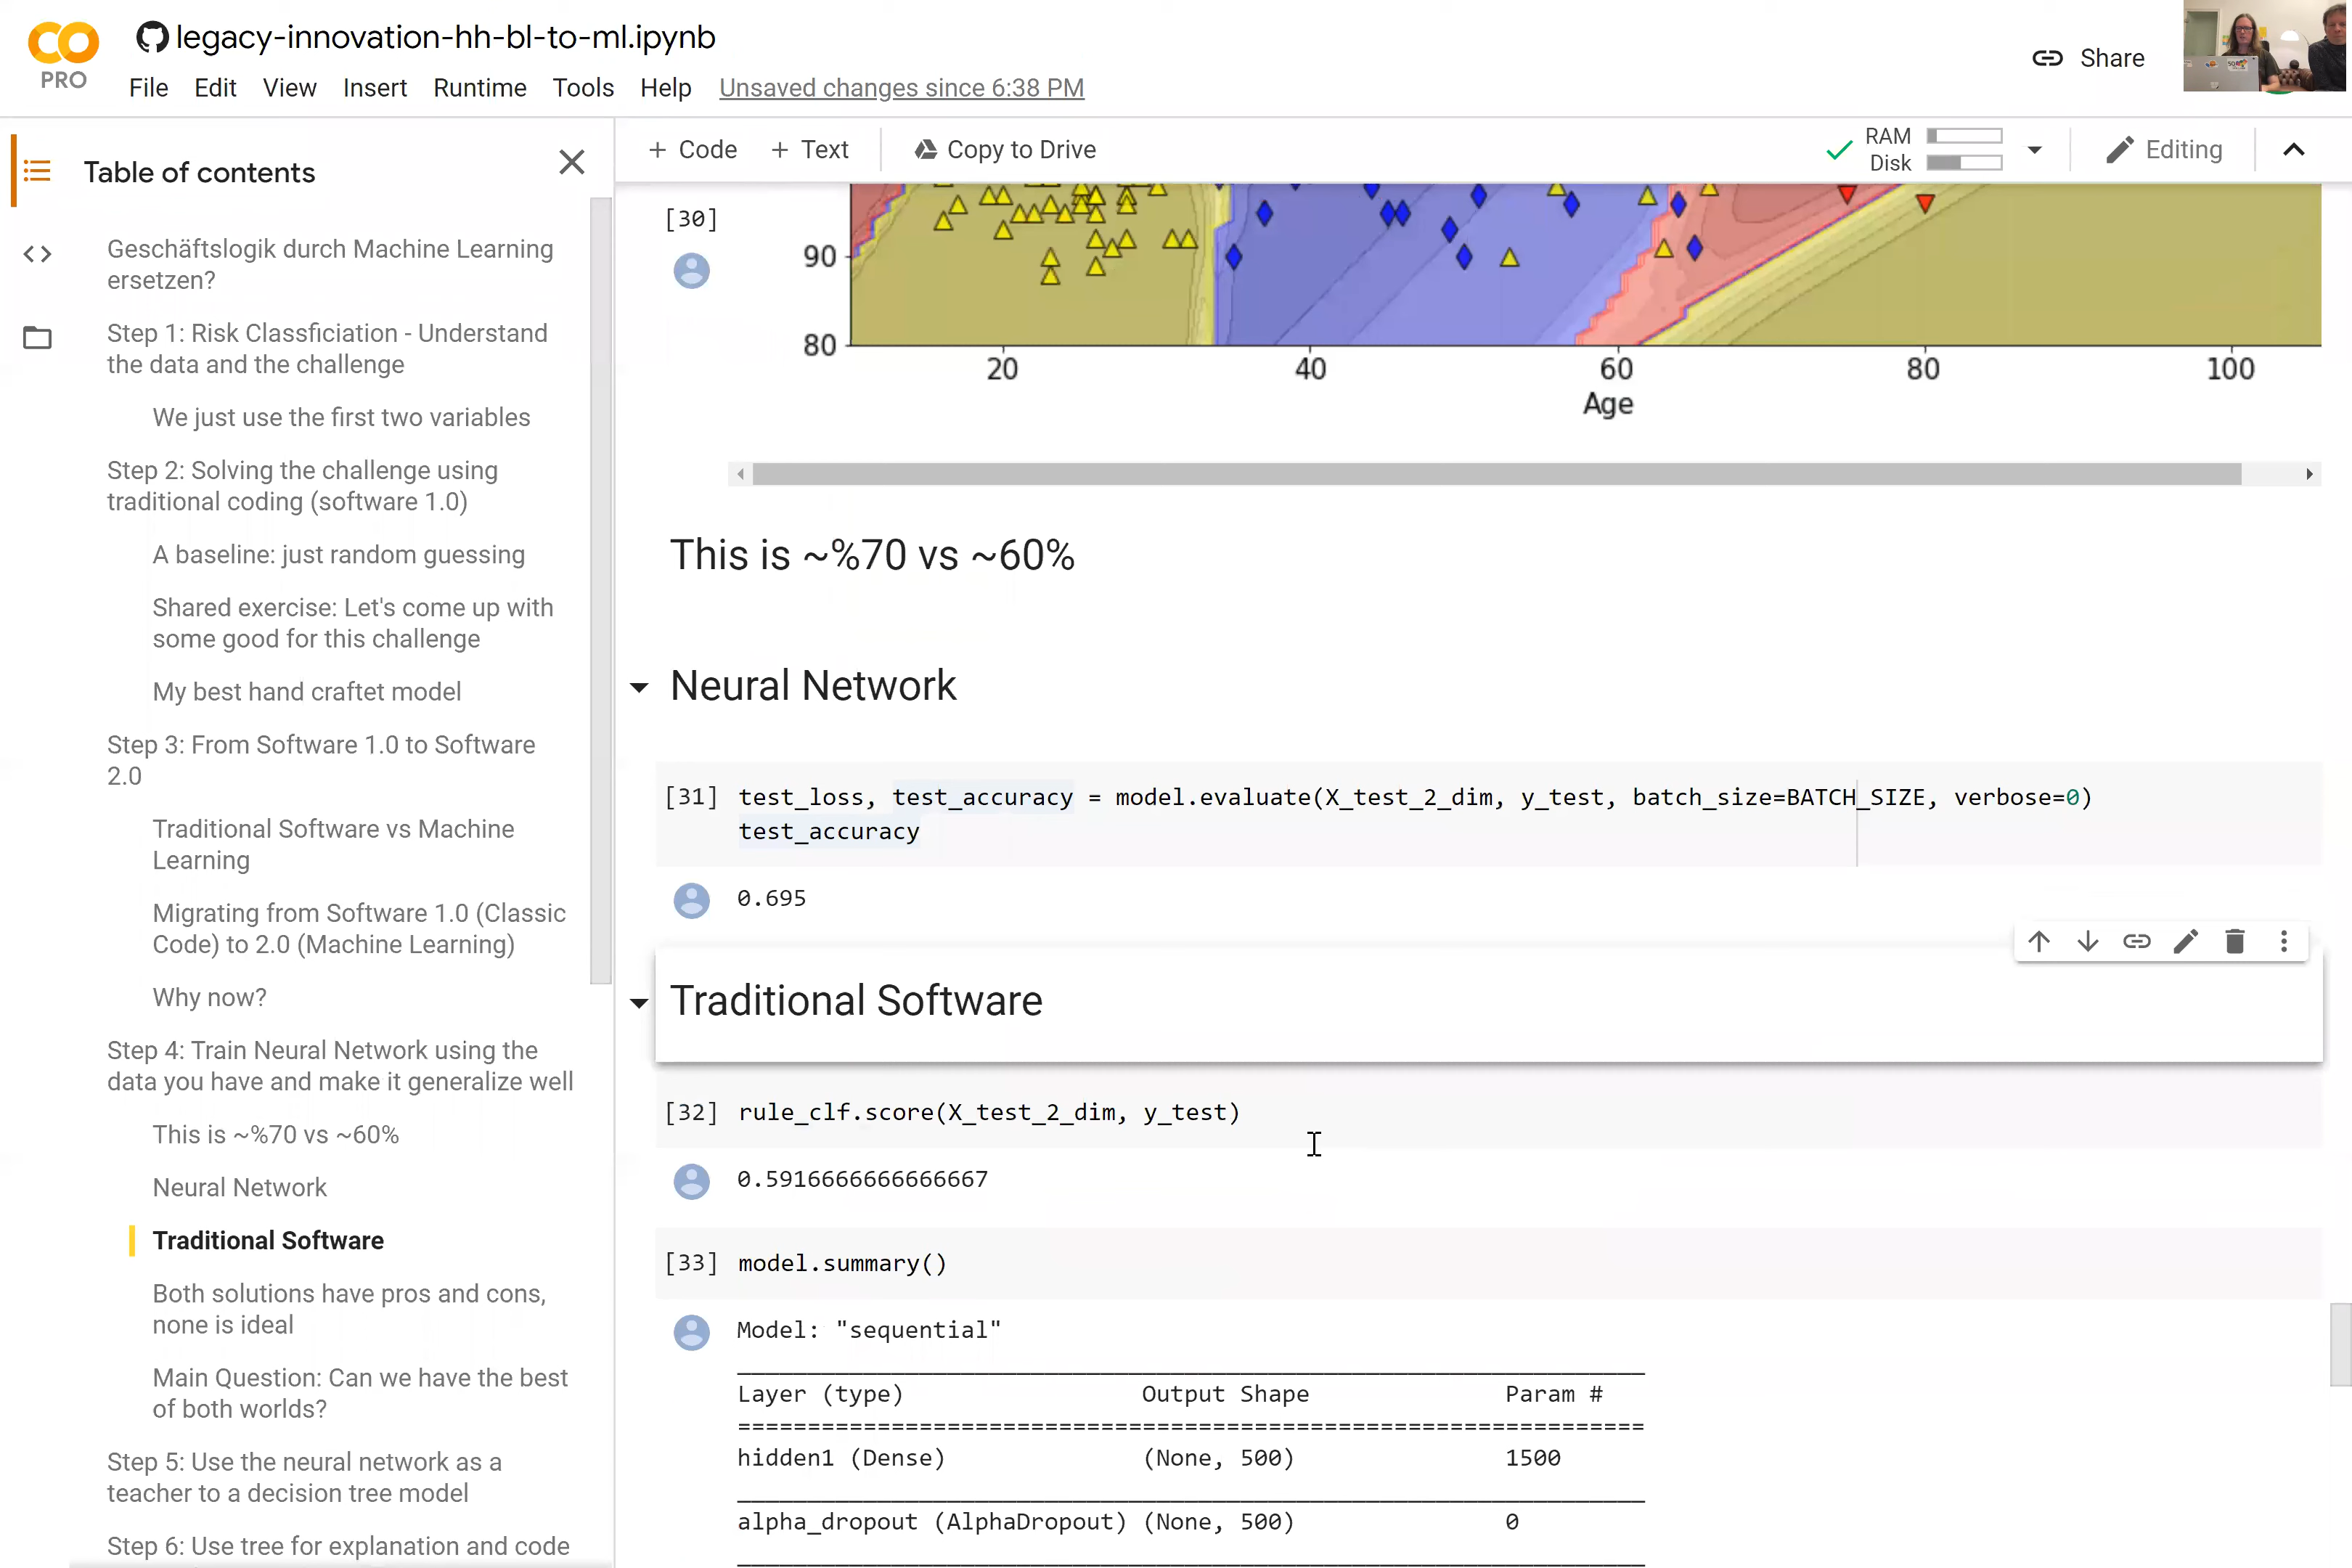 legacy-innovation-hh-bl-to-ml.ipynb
PRO
File Edit View Insert Runtime Tools Help Unsaved changes since 6:38 PM
Share
Table of contents
Geschäftslogik durch Machine Learning
ersetzen?
Step 1: Risk Classficiation - Understand
the data and the challenge
We just use the first two variables
Step 2: Solving the challenge using
traditional coding (software 1.0)
A baseline: just random guessing
Shared exercise: Let's come up with
some good for this challenge
My best hand craftet model
Step 3: From Software 1.0 to Software
2.0
Traditional Software vs Machine
Learning
Migrating from Software 1.0 (Classic
Code) to 2.0 (Machine Learning)
Why now?
Step 4: Train Neural Network using the
data you have and make it generalize well
This is ~%70 vs ~60%
Neural Network
Traditional Software
Both solutions have pros and cons,
none is ideal
Main Question: Can we have the best
of both worlds?
Step 5: Use the neural network as a
teacher to a decision tree model
Step 6: Use tree for explanation and code
+ Code + Text Copy to Drive
RAM
Disk
Editing
[30]
90
80
20 40 60 80 100
Age
This is ~%70 vs ~60%
Neural Network
[31] test_loss, test_accuracy = model.evaluate(X_test_2_dim, y_test, batch_size=BATCH_SIZE, verbose=0)
test_accuracy
0.695
Traditional Software
[32] rule_clf.score(X_test_2_dim, y_test)
0.5916666666666667
[33] model.summary()
Model: "sequential"
_________________________________________________________________
Layer (type) Output Shape Param #
=================================================================
hidden1 (Dense) (None, 500) 1500
_________________________________________________________________
alpha_dropout (AlphaDropout) (None, 500) 0
_________________________________________________________________